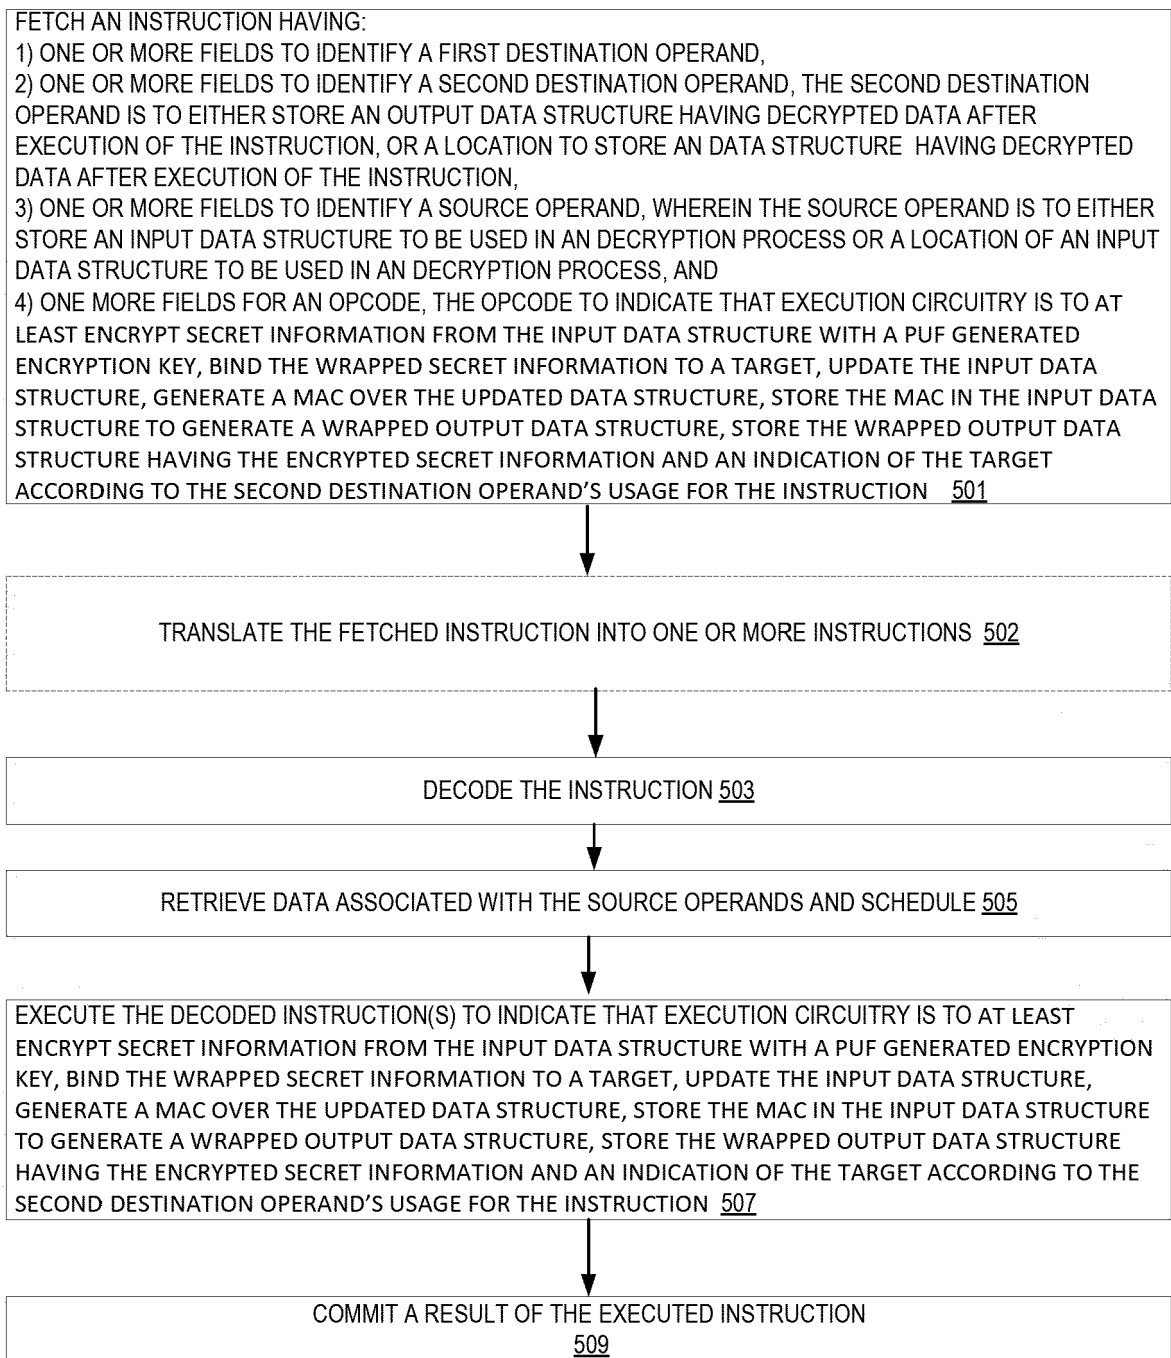 FETCH AN INSTRUCTION HAVING:
1) ONE OR MORE FIELDS TO IDENTIFY A FIRST DESTINATION OPERAND,
2) ONE OR MORE FIELDS TO IDENTIFY A SECOND DESTINATION OPERAND, THE SECOND DESTINATION
OPERAND IS TO EITHER STORE AN OUTPUT DATA STRUCTURE HAVING DECRYPTED DATA AFTER
EXECUTION OF THE INSTRUCTION, OR A LOCATION TO STORE AN DATA STRUCTURE HAVING DECRYPTED
DATA AFTER EXECUTION OF THE INSTRUCTION,
3) ONE OR MORE FIELDS TO IDENTIFY A SOURCE OPERAND, WHEREIN THE SOURCE OPERAND IS TO EITHER
STORE AN INPUT DATA STRUCTURE TO BE USED IN AN DECRYPTION PROCESS OR A LOCATION OF AN INPUT
DATA STRUCTURE TO BE USED IN AN DECRYPTION PROCESS, AND
4) ONE MORE FIELDS FOR AN OPCODE, THE OPCODE TO INDICATE THAT EXECUTION CIRCUITRY IS TO AT
LEAST ENCRYPT SECRET INFORMATION FROM THE INPUT DATA STRUCTURE WITH A PUF GENERATED
ENCRYPTION KEY, BIND THE WRAPPED SECRET INFORMATION TO A TARGET, UPDATE THE INPUT DATA
STRUCTURE, GENERATE A MAC OVER THE UPDATED DATA STRUCTURE, STORE THE MAC IN THE INPUT DATA
STRUCTURE TO GENERATE A WRAPPED OUTPUT DATA STRUCTURE, STORE THE WRAPPED OUTPUT DATA
STRUCTURE HAVING THE ENCRYPTED SECRET INFORMATION AND AN INDICATION OF THE TARGET
ACCORDING TO THE SECOND DESTINATION OPERAND'S USAGE FOR THE INSTRUCTION 501
TRANSLATE THE FETCHED INSTRUCTION INTO ONE OR MORE INSTRUCTIONS 502
DECODE THE INSTRUCTION 503
RETRIEVE DATA ASSOCIATED WITH THE SOURCE OPERANDS AND SCHEDULE 505
EXECUTE THE DECODED INSTRUCTION(S) TO INDICATE THAT EXECUTION CIRCUITRY IS TO AT LEAST
ENCRYPT SECRET INFORMATION FROM THE INPUT DATA STRUCTURE WITH A PUF GENERATED ENCRYPTION
KEY, BIND THE WRAPPED SECRET INFORMATION TO A TARGET, UPDATE THE INPUT DATA STRUCTURE,
GENERATE A MAC OVER THE UPDATED DATA STRUCTURE, STORE THE MAC IN THE INPUT DATA STRUCTURE
TO GENERATE A WRAPPED OUTPUT DATA STRUCTURE, STORE THE WRAPPED OUTPUT DATA STRUCTURE
HAVING THE ENCRYPTED SECRET INFORMATION AND AN INDICATION OF THE TARGET ACCORDING TO THE
SECOND DESTINATION OPERAND'S USAGE FOR THE INSTRUCTION 507
COMMIT A RESULT OF THE EXECUTED INSTRUCTION
509